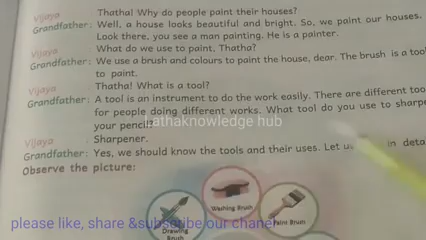 Vijaya : Thatha! Why do people paint their houses?
Grandfather : Well, a house looks beautiful and bright. So, we paint our houses.
Look there, you see a man painting. He is a painter.
Vijaya : What do we use to paint, Thatha?
Grandfather : We use a brush and colours to paint the house, dear. The brush is a
to paint.
Vijaya : Thatha! What is a tool?
Grandfather : A tool is an instrument to do the work easily. There are different
for people doing different works. What tool do you use to
your pencil?
hub
Vijaya : Sharpener.
Grandfather : Yes, we should know the tools and their uses. Let in
Observe the picture:
Washing Brush
Paint Brush
Drawing
Brush
please like, share &subscribe our chanel